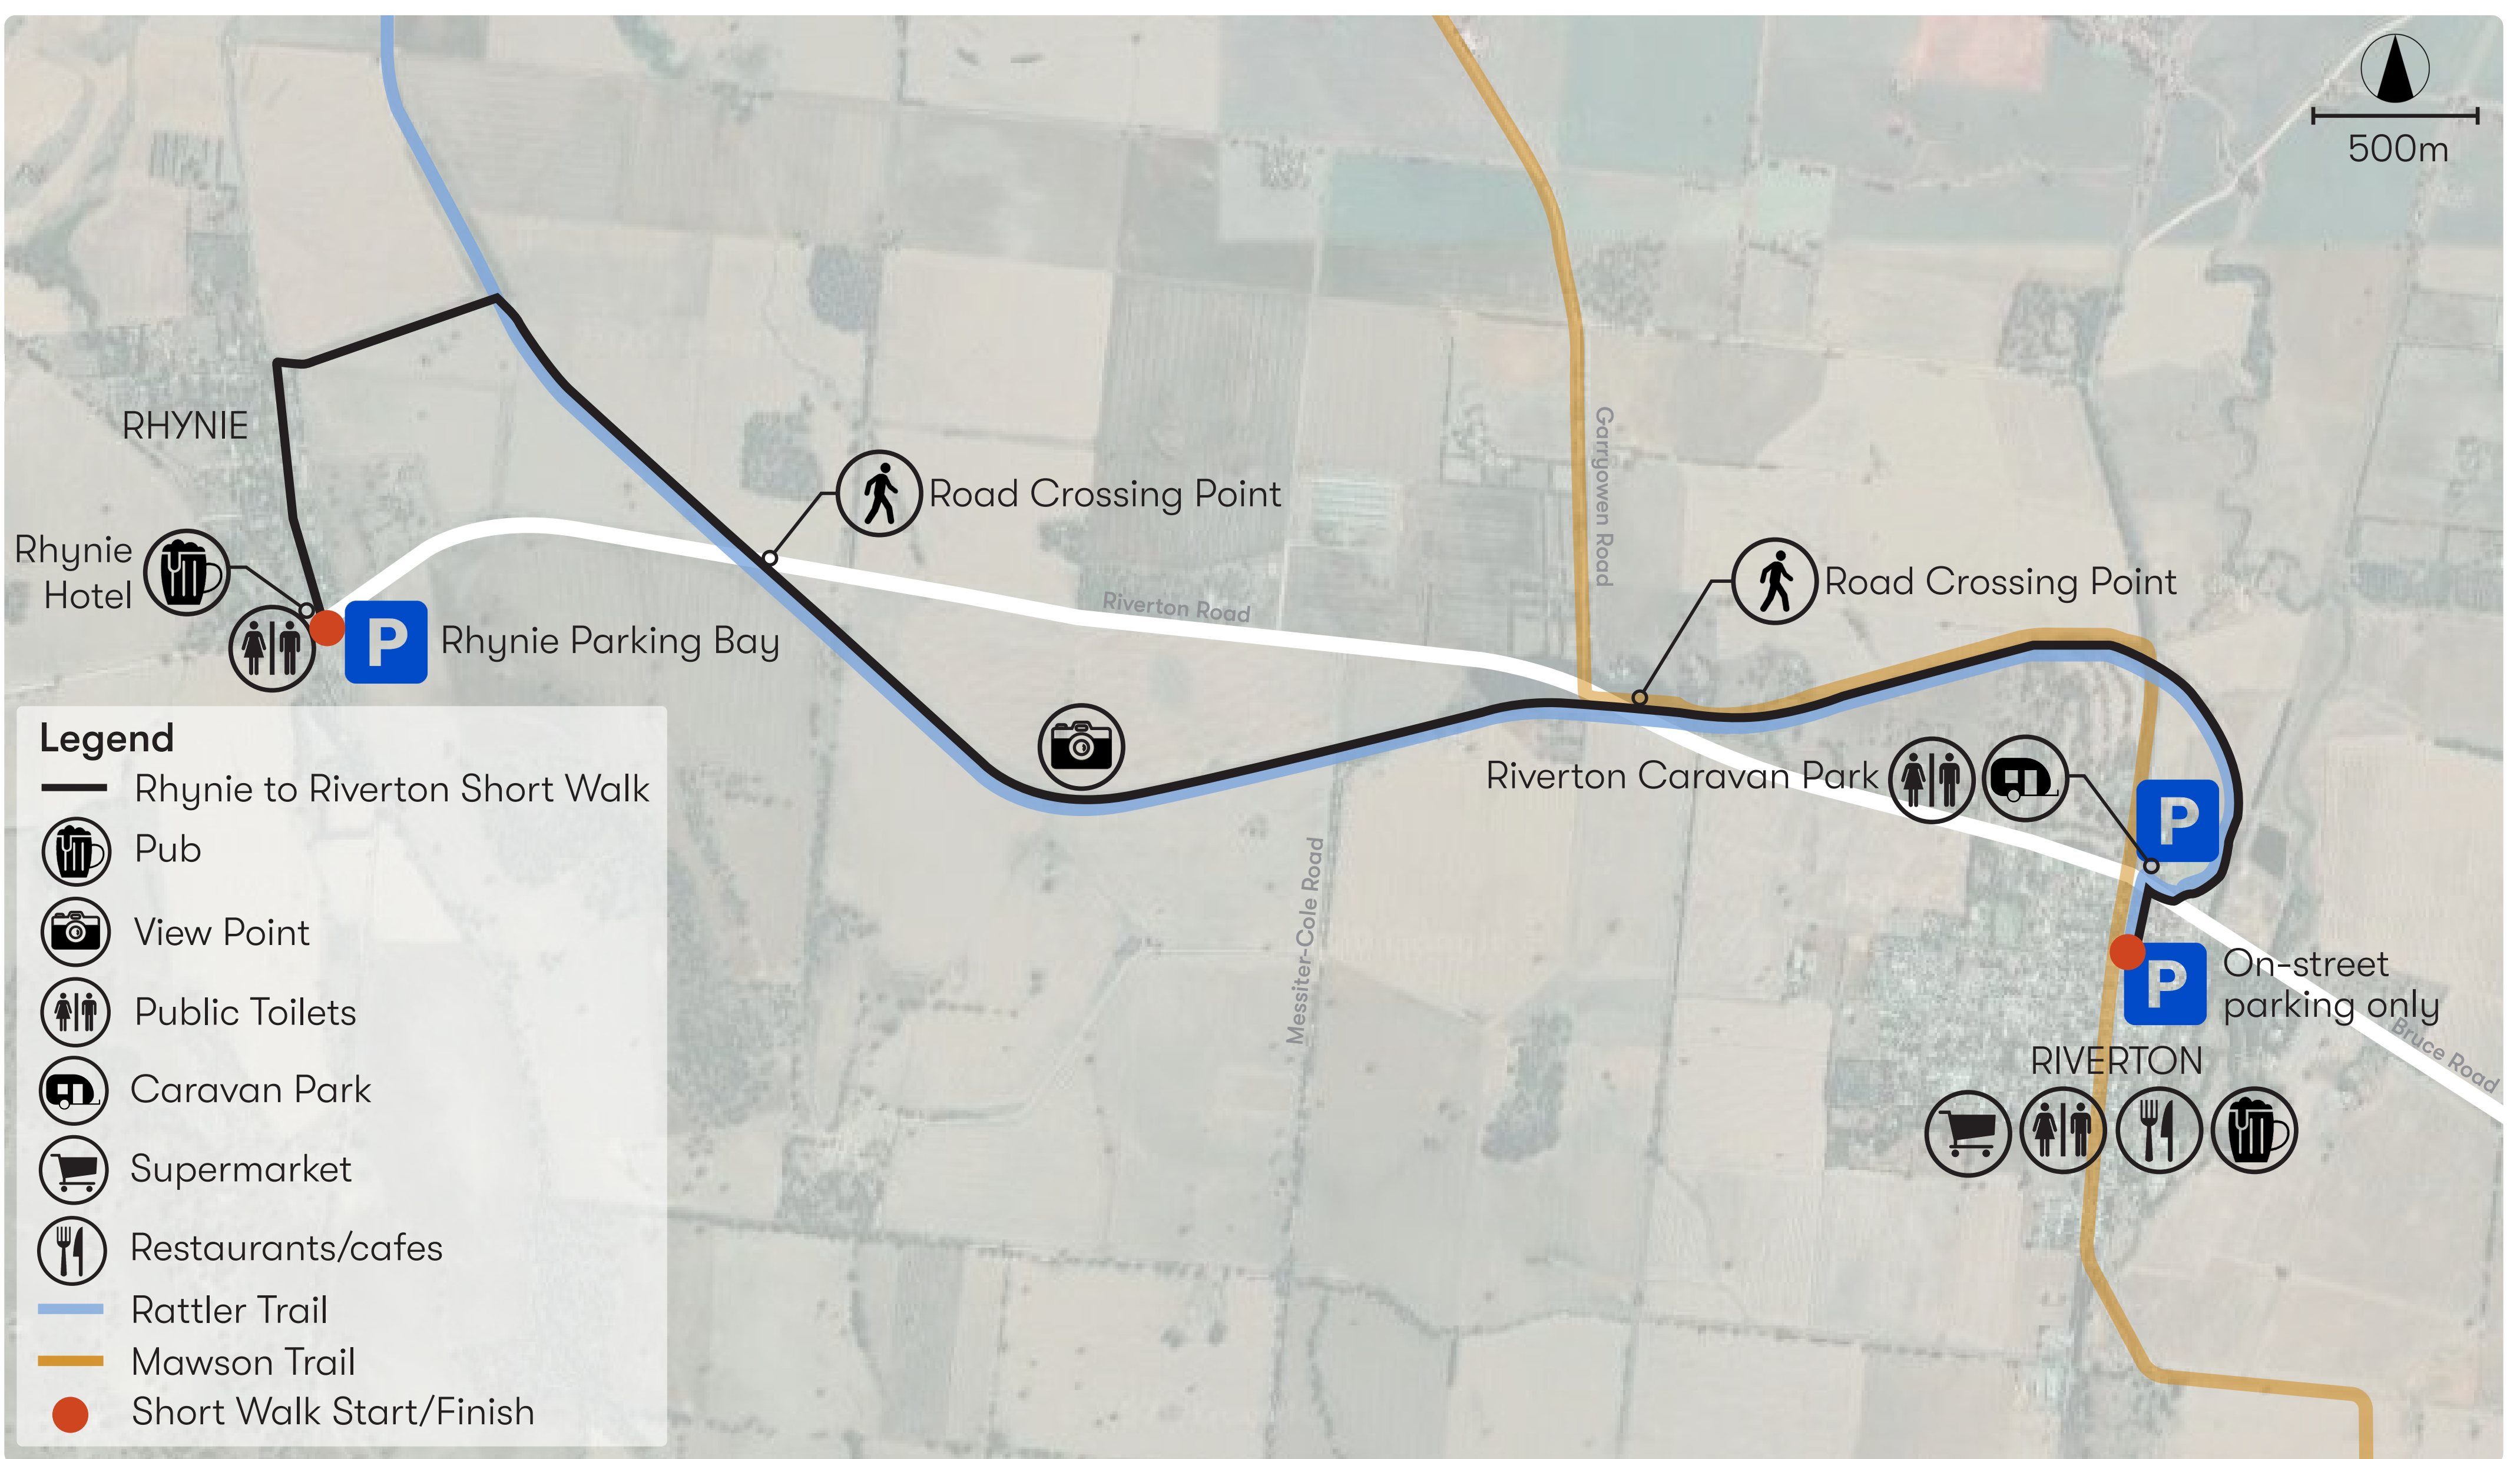 500m
RHYNIE
Road Crossing Point
Garryowen Road
Rhynie
Hotel
Road Crossing Point
Riverton Road
P
Rhynie Parking Bay
Riverton Caravan Park
P
Messiter-Cole Road
P
On-street
parking only
Bruce Road
RIVERTON
Legend
Rhynie to Riverton Short Walk
Pub
View Point
Public Toilets
Caravan Park
Supermarket
Restaurants/cafes
Rattler Trail
Mawson Trail
Short Walk Start/Finish